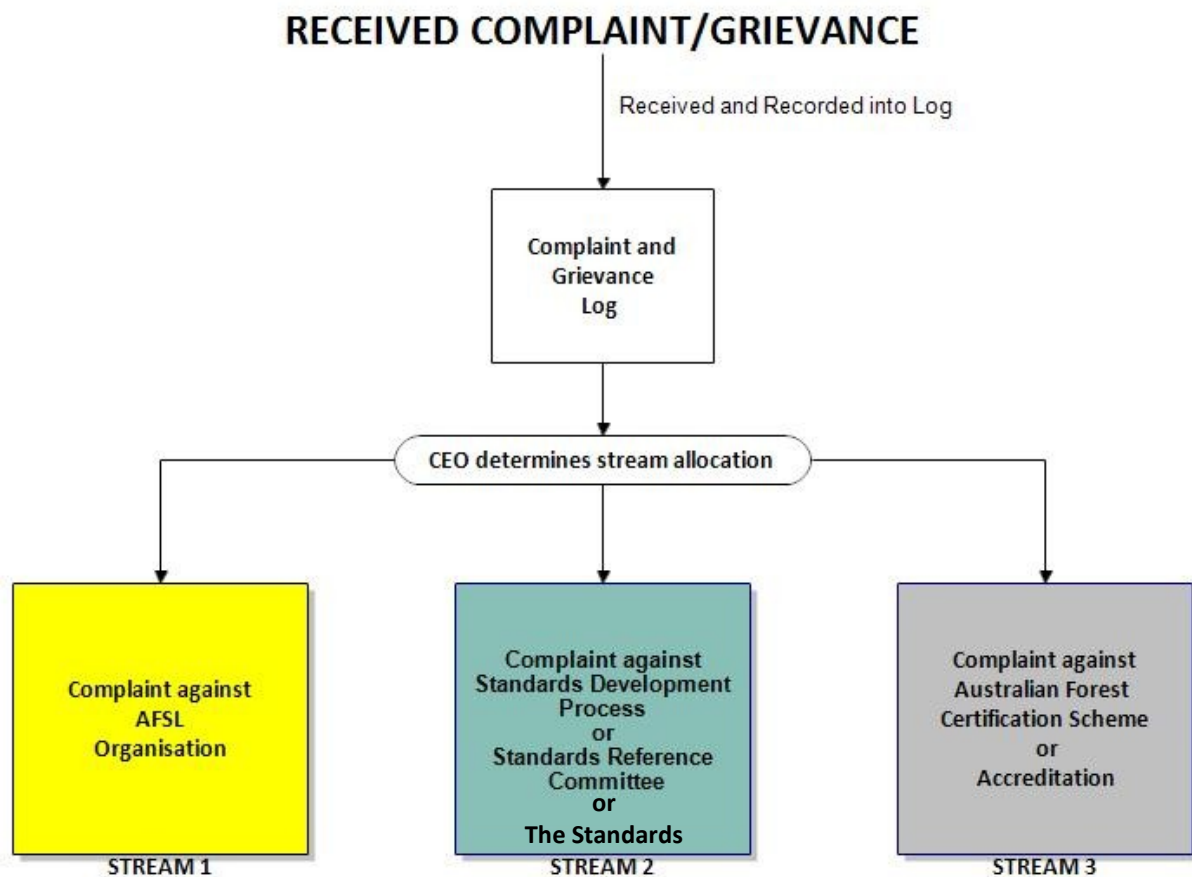 RECEIVED COMPLAINT/GRIEVANCE
Received and Recorded into Log
Complaint and
Grievance
Log
CEO determines stream allocation
Complaint against
AFSL
Organisation
STREAM 1
Complaint against
Standards Development
Process
or
Standards Reference
Committee
or
The Standards
STREAM 2
Complaint against
Australian Forest
Certification Scheme
or
Accreditation
STREAM 3